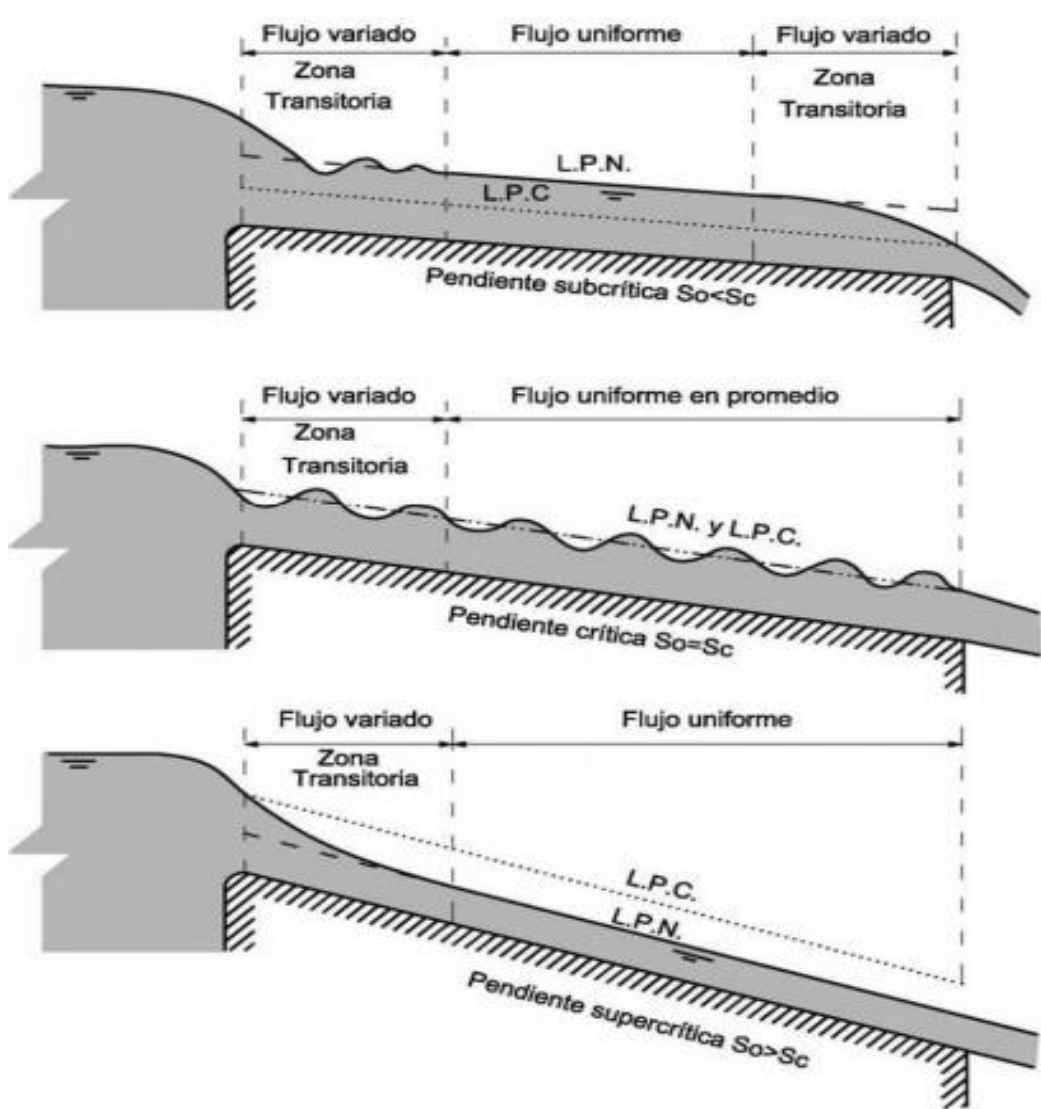 Flujo variado
Flujo uniforme
Flujo variado
Zona
Transitoria
Zona
Transitoria
L.P.N.
L.P.C
Pendiente subcrítica So<Sc
Flujo variado
Flujo uniforme en promedio
Zona
Transitoria
L.P.N. y L.P.C.
Pendiente crítica So=Sc
Flujo variado
Flujo uniforme
Zona
Transitoria
L.P.C.
L.P.N.
Pendiente supercrítica So>Sc